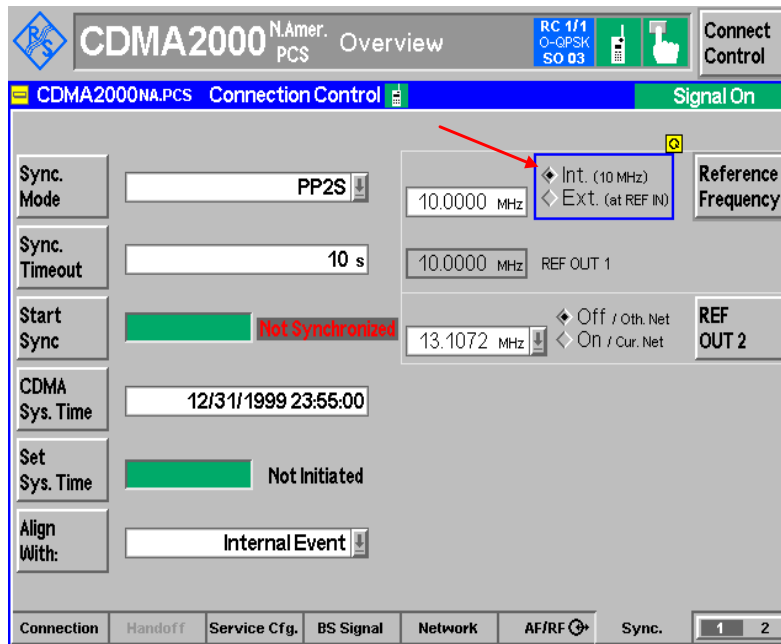 R&S
CDMA2000 N.Amer. PCS Overview
RC 1/1
O-QPSK
SO 03
Connect
Control
CDMA2000 NA.PCS Connection Control
Signal On
Sync.
Mode
PP2S
10.0000 MHz
Int. (10 MHz)
Ext. (at REF IN)
Reference
Frequency
Sync.
Timeout
10 s
10.0000 MHz REF OUT 1
Start
Sync
Not Synchronized
13.1072 MHz
Off / Oth. Net
On / Cur. Net
REF
OUT 2
CDMA
Sys. Time
12/31/1999 23:55:00
Set
Sys. Time
Not Initiated
Align
With:
Internal Event
Connection Handoff Service Cfg. BS Signal Network AF/RF Sync. 1 2